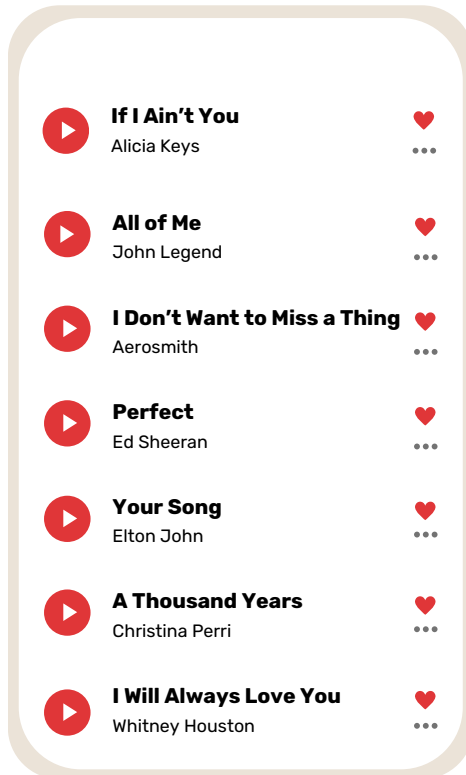 If I Ain’t You
Alicia Keys
All of Me
John Legend
I Don’t Want to Miss a Thing
Aerosmith
Perfect
Ed Sheeran
Your Song
Elton John
A Thousand Years
Christina Perri
I Will Always Love You
Whitney Houston